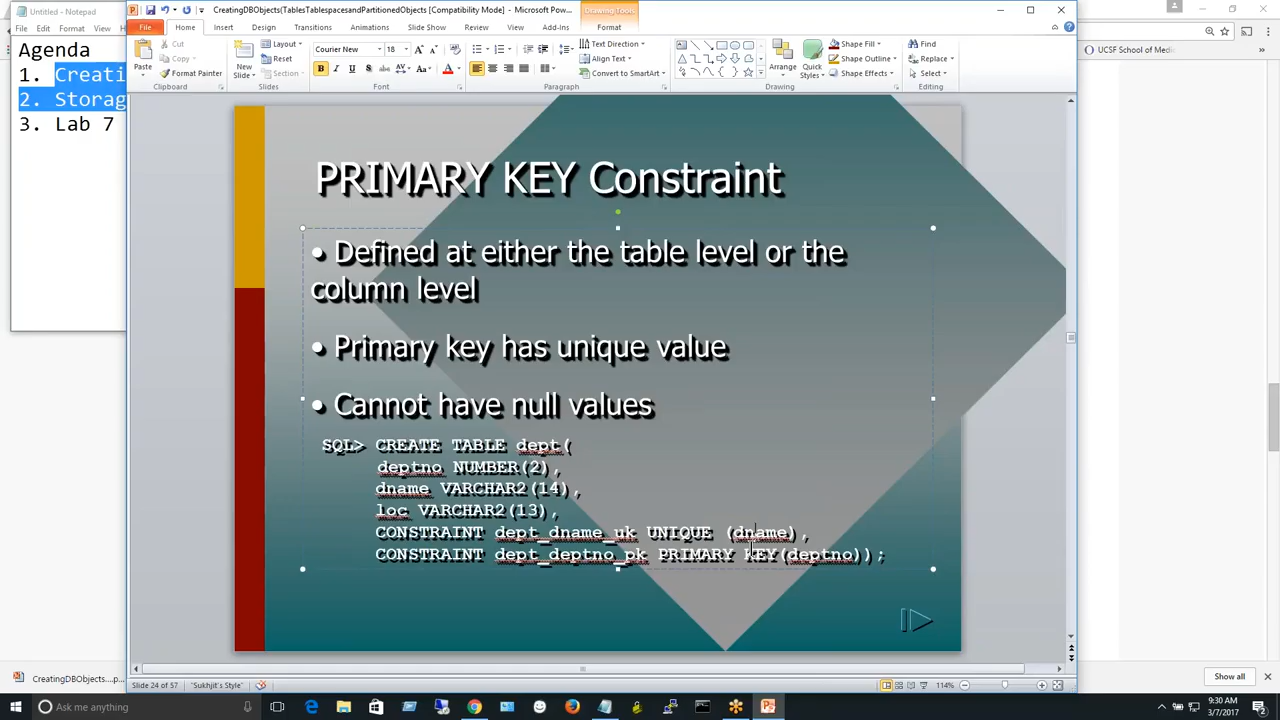 Untitled - Notepad
File Edit Format View Help
Agenda
1. Creati
2. Storag
3. Lab 7
CreatingDBObjects(TablesTablespacesandPartitionedObjects [Compatibility Mode] - Microsoft Pow...
Drawing Tools
File Home Insert Design Transitions Animations Slide Show Review View Add-Ins Format
Paste
Cut
Copy
Format Painter
Clipboard
New Slide
Layout
Reset
Section
Slides
Courier New 18
Font
Paragraph
Text Direction
Align Text
Convert to SmartArt
Arrange
Quick Styles
Shape Fill
Shape Outline
Shape Effects
Drawing
Find
Replace
Select
Editing
UCSF School of Medi
PRIMARY KEY Constraint
• Defined at either the table level or the
column level
• Primary key has unique value
• Cannot have null values
SQL> CREATE TABLE dept(
deptno NUMBER(2),
dname VARCHAR2(14),
loc VARCHAR2(13),
CONSTRAINT dept_dname_uk UNIQUE (dname),
CONSTRAINT dept_deptno_pk PRIMARY KEY(deptno));
CreatingDBObjects....p...
Show all
Slide 24 of 57 "Sukhjit's Style" 114%
Ask me anything
9:30 AM
3/7/2017